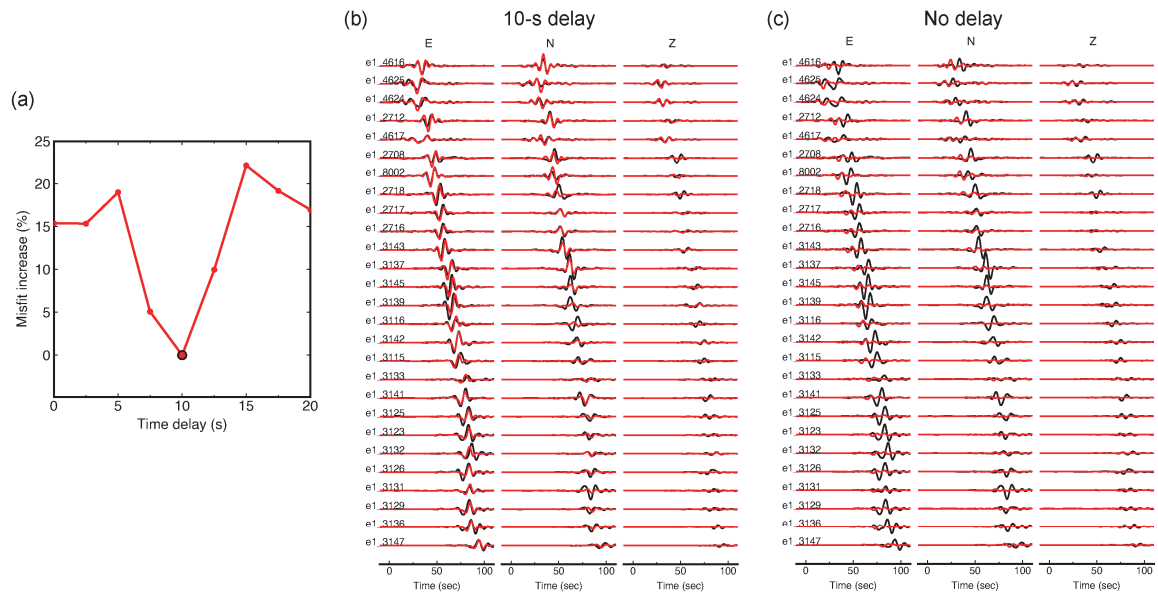 (a)
Misfit increase (%)
25
20
15
10
5
0
0 5 10 15 20
Time delay (s)
(b) 10-s delay
E N Z
e1_4616
e1_4625
e1_4624
e1_2712
e1_4617
e1_2708
e1_8002
e1_2718
e1_2717
e1_2716
e1_3143
e1_3137
e1_3145
e1_3139
e1_3116
e1_3142
e1_3115
e1_3133
e1_3141
e1_3125
e1_3123
e1_3132
e1_3126
e1_3131
e1_3129
e1_3136
e1_3147
0 50 100 0 50 100 0 50 100
Time (sec) Time (sec) Time (sec)
(c) No delay
E N Z
e1_4616
e1_4625
e1_4624
e1_2712
e1_4617
e1_2708
e1_8002
e1_2718
e1_2717
e1_2716
e1_3143
e1_3137
e1_3145
e1_3139
e1_3116
e1_3142
e1_3115
e1_3133
e1_3141
e1_3125
e1_3123
e1_3132
e1_3126
e1_3131
e1_3129
e1_3136
e1_3147
0 50 100 0 50 100 0 50 100
Time (sec) Time (sec) Time (sec)